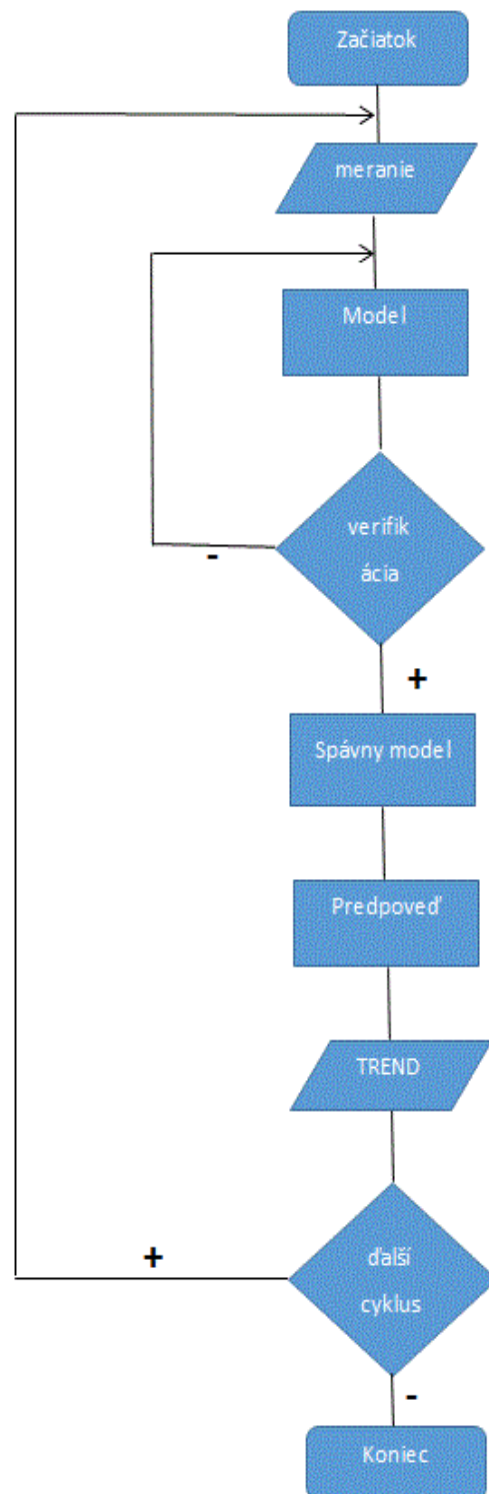 Začiatok
meranie
Model
verifik
ácia
-
+
Spávny model
Predpoveď
TREND
ďalší
cyklus
+
-
Koniec